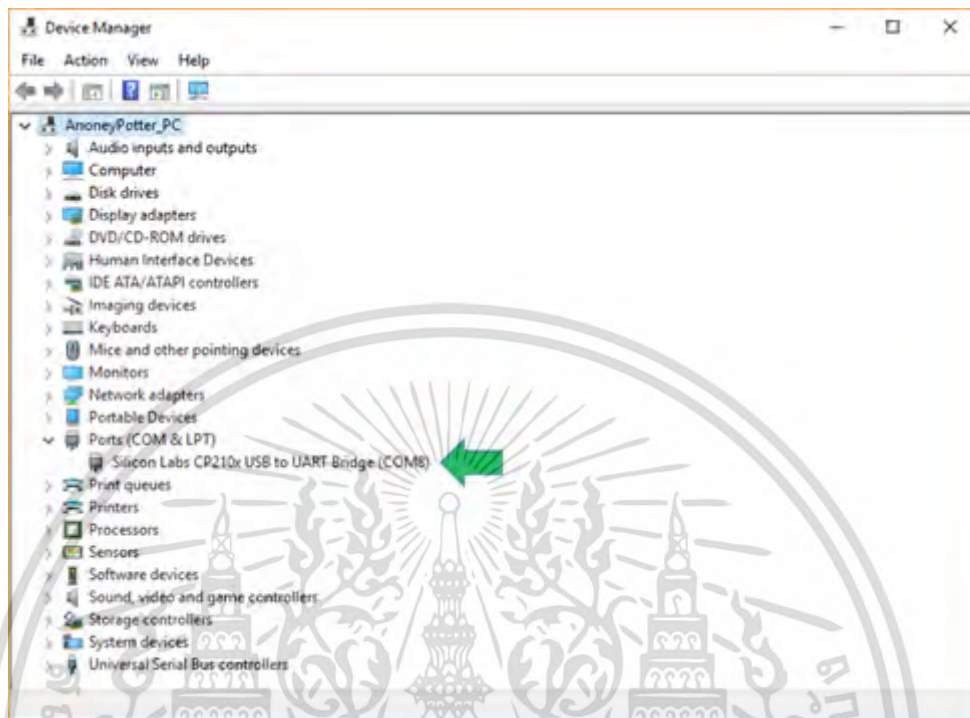 Device Manager
File Action View Help
AnoneyPotter_PC
Audio inputs and outputs
Computer
Disk drives
Display adapters
DVD/CD-ROM drives
Human Interface Devices
IDE ATA/ATAPI controllers
Imaging devices
Keyboards
Mice and other pointing devices
Monitors
Network adapters
Portable Devices
Ports (COM & LPT)
Silicon Labs CP210x USB to UART Bridge (COM8)
Print queues
Printers
Processors
Sensors
Software devices
Sound, video and game controllers
Storage controllers
System devices
Universal Serial Bus controllers